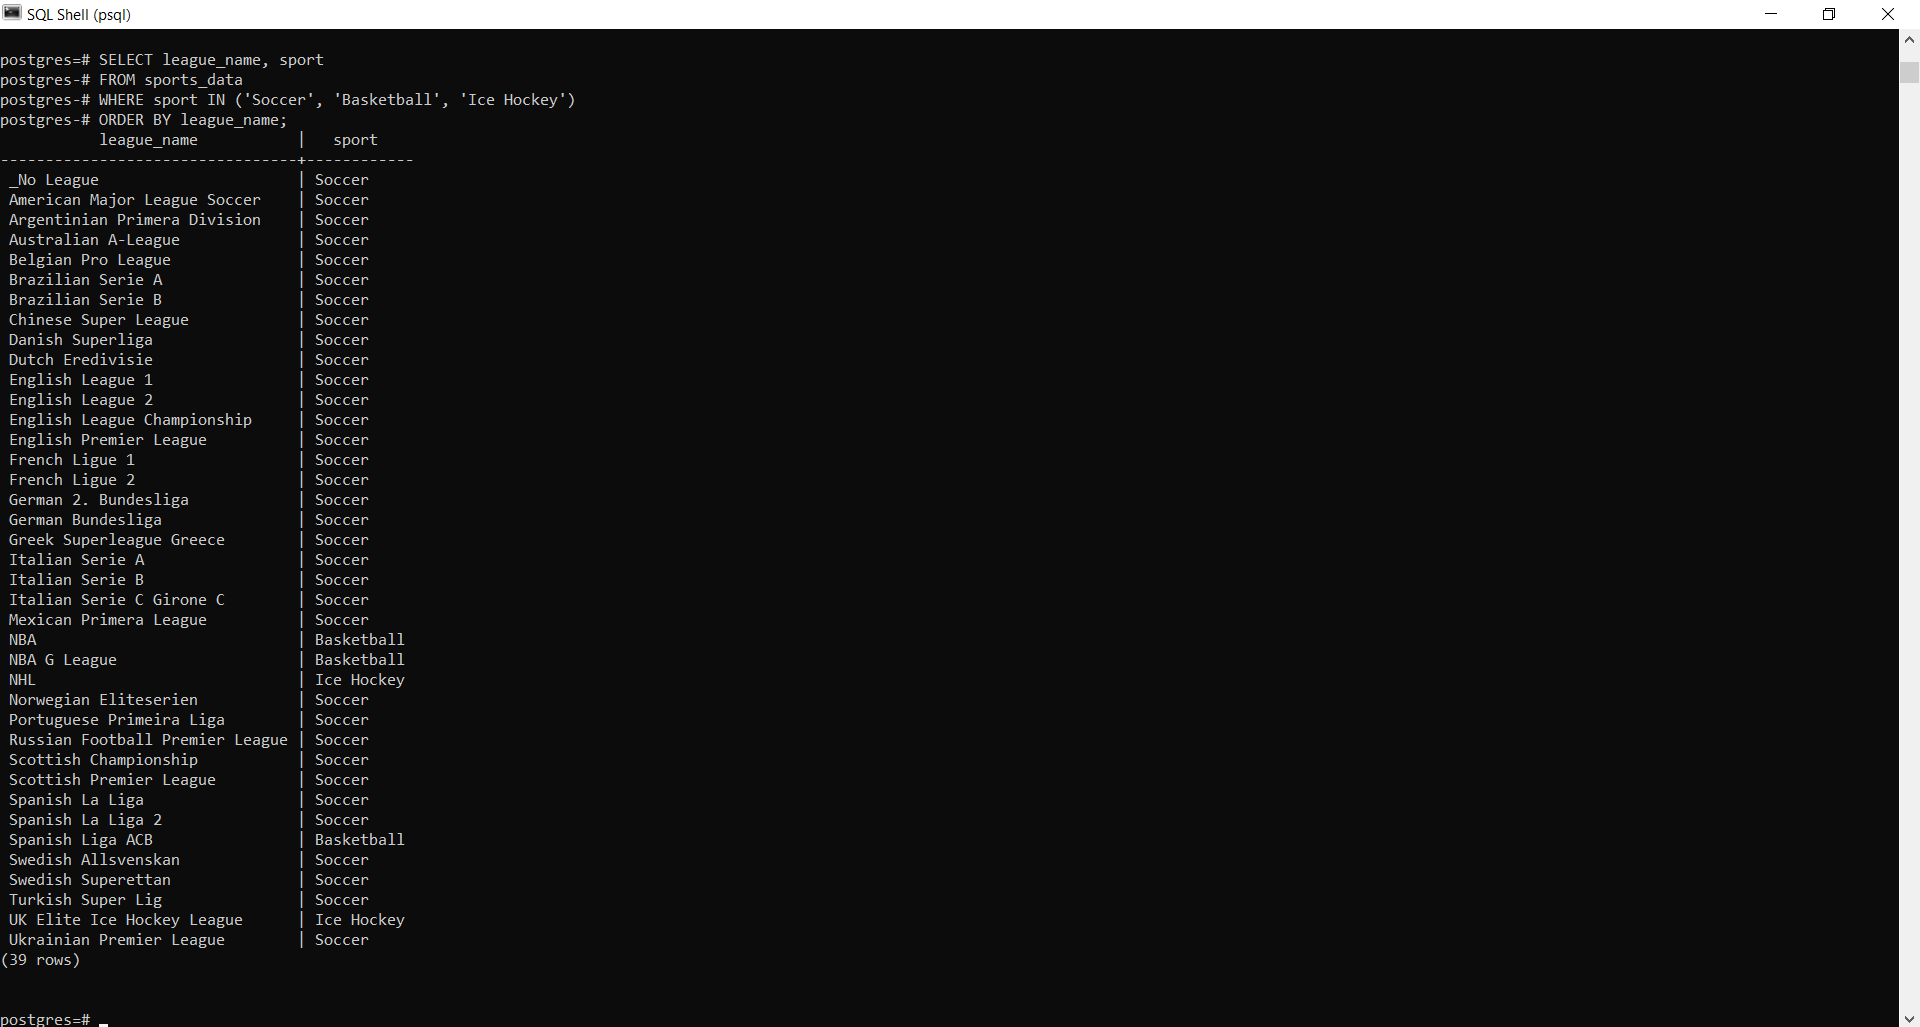 SQL Shell (psql)
postgres=# SELECT league_name, sport
postgres-# FROM sports_data
postgres-# WHERE sport IN ('Soccer', 'Basketball', 'Ice Hockey')
postgres-# ORDER BY league_name;
           league_name           |   sport
---------------------------------+------------
 _No League                      | Soccer
 American Major League Soccer    | Soccer
 Argentinian Primera Division    | Soccer
 Australian A-League             | Soccer
 Belgian Pro League              | Soccer
 Brazilian Serie A               | Soccer
 Brazilian Serie B               | Soccer
 Chinese Super League            | Soccer
 Danish Superliga                | Soccer
 Dutch Eredivisie                | Soccer
 English League 1                | Soccer
 English League 2                | Soccer
 English League Championship     | Soccer
 English Premier League          | Soccer
 French Ligue 1                  | Soccer
 French Ligue 2                  | Soccer
 German 2. Bundesliga            | Soccer
 German Bundesliga               | Soccer
 Greek Superleague Greece        | Soccer
 Italian Serie A                 | Soccer
 Italian Serie B                 | Soccer
 Italian Serie C Girone C        | Soccer
 Mexican Primera League          | Soccer
 NBA                             | Basketball
 NBA G League                    | Basketball
 NHL                             | Ice Hockey
 Norwegian Eliteserien           | Soccer
 Portuguese Primeira Liga        | Soccer
 Russian Football Premier League | Soccer
 Scottish Championship           | Soccer
 Scottish Premier League         | Soccer
 Spanish La Liga                 | Soccer
 Spanish La Liga 2               | Soccer
 Spanish Liga ACB                | Basketball
 Swedish Allsvenskan             | Soccer
 Swedish Superettan              | Soccer
 Turkish Super Lig               | Soccer
 UK Elite Ice Hockey League      | Ice Hockey
 Ukrainian Premier League        | Soccer
(39 rows)
postgres=# _